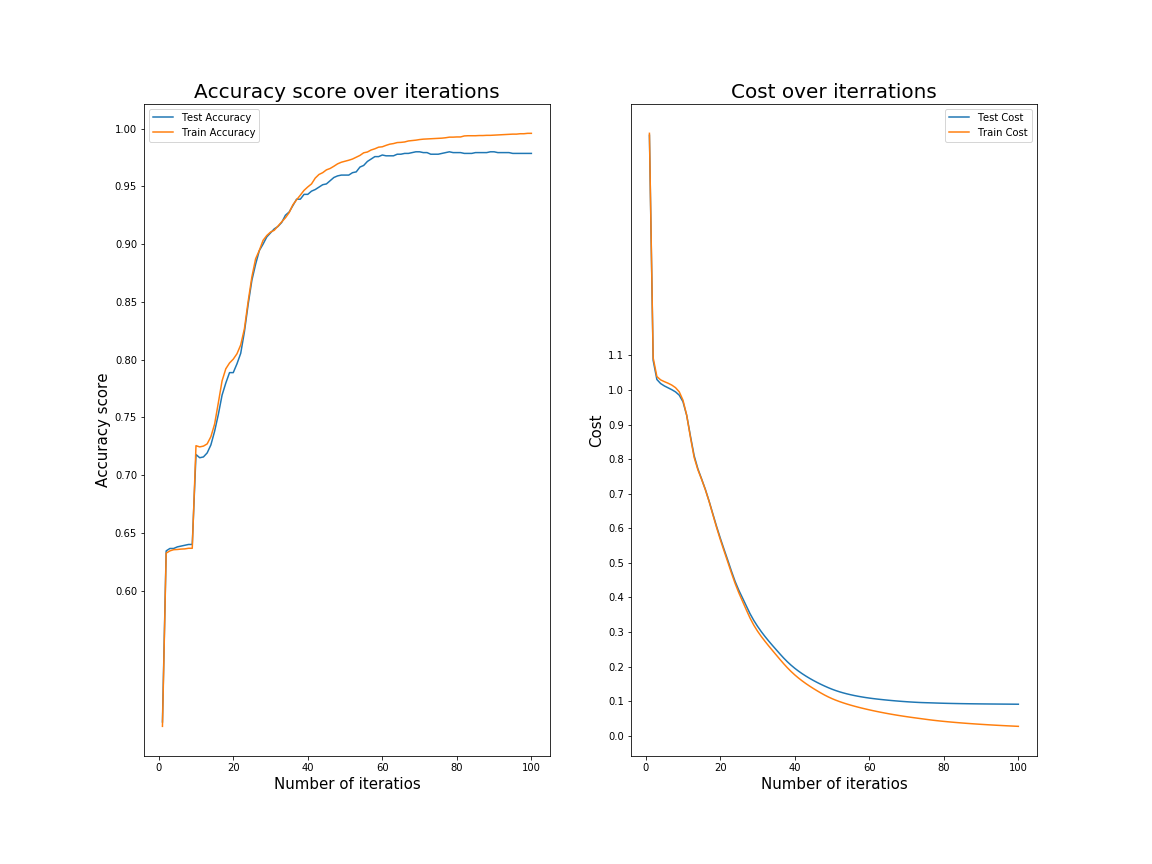 Accuracy score over iterations
Test Accuracy
Train Accuracy
1.00
0.95
0.90
0.85
0.80
0.75
0.70
0.65
0.60
Accuracy score
0 20 40 60 80 100
Number of iteratios
Cost over iterrations
Test Cost
Train Cost
1.1
1.0
0.9
0.8
0.7
0.6
0.5
0.4
0.3
0.2
0.1
0.0
Cost
0 20 40 60 80 100
Number of iteratios